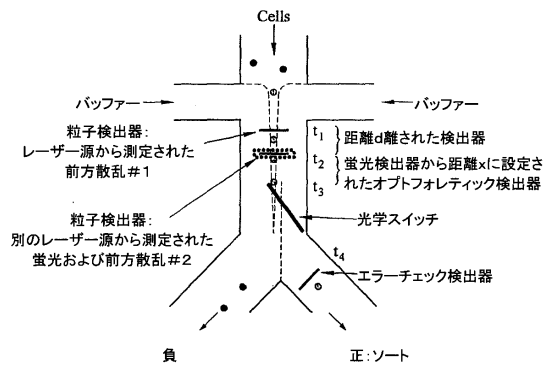 Cells
バッファー
バッファー
粒子検出器:
レーザー源から測定された
前方散乱#1
t1
距離d離された検出器
t2
蛍光検出器から距離xに設定さ
れたオプトフォレティック検出器
t3
粒子検出器:
別のレーザー源から測定された
蛍光および前方散乱#2
光学スイッチ
t4
エラーチェック検出器
負
正:ソート